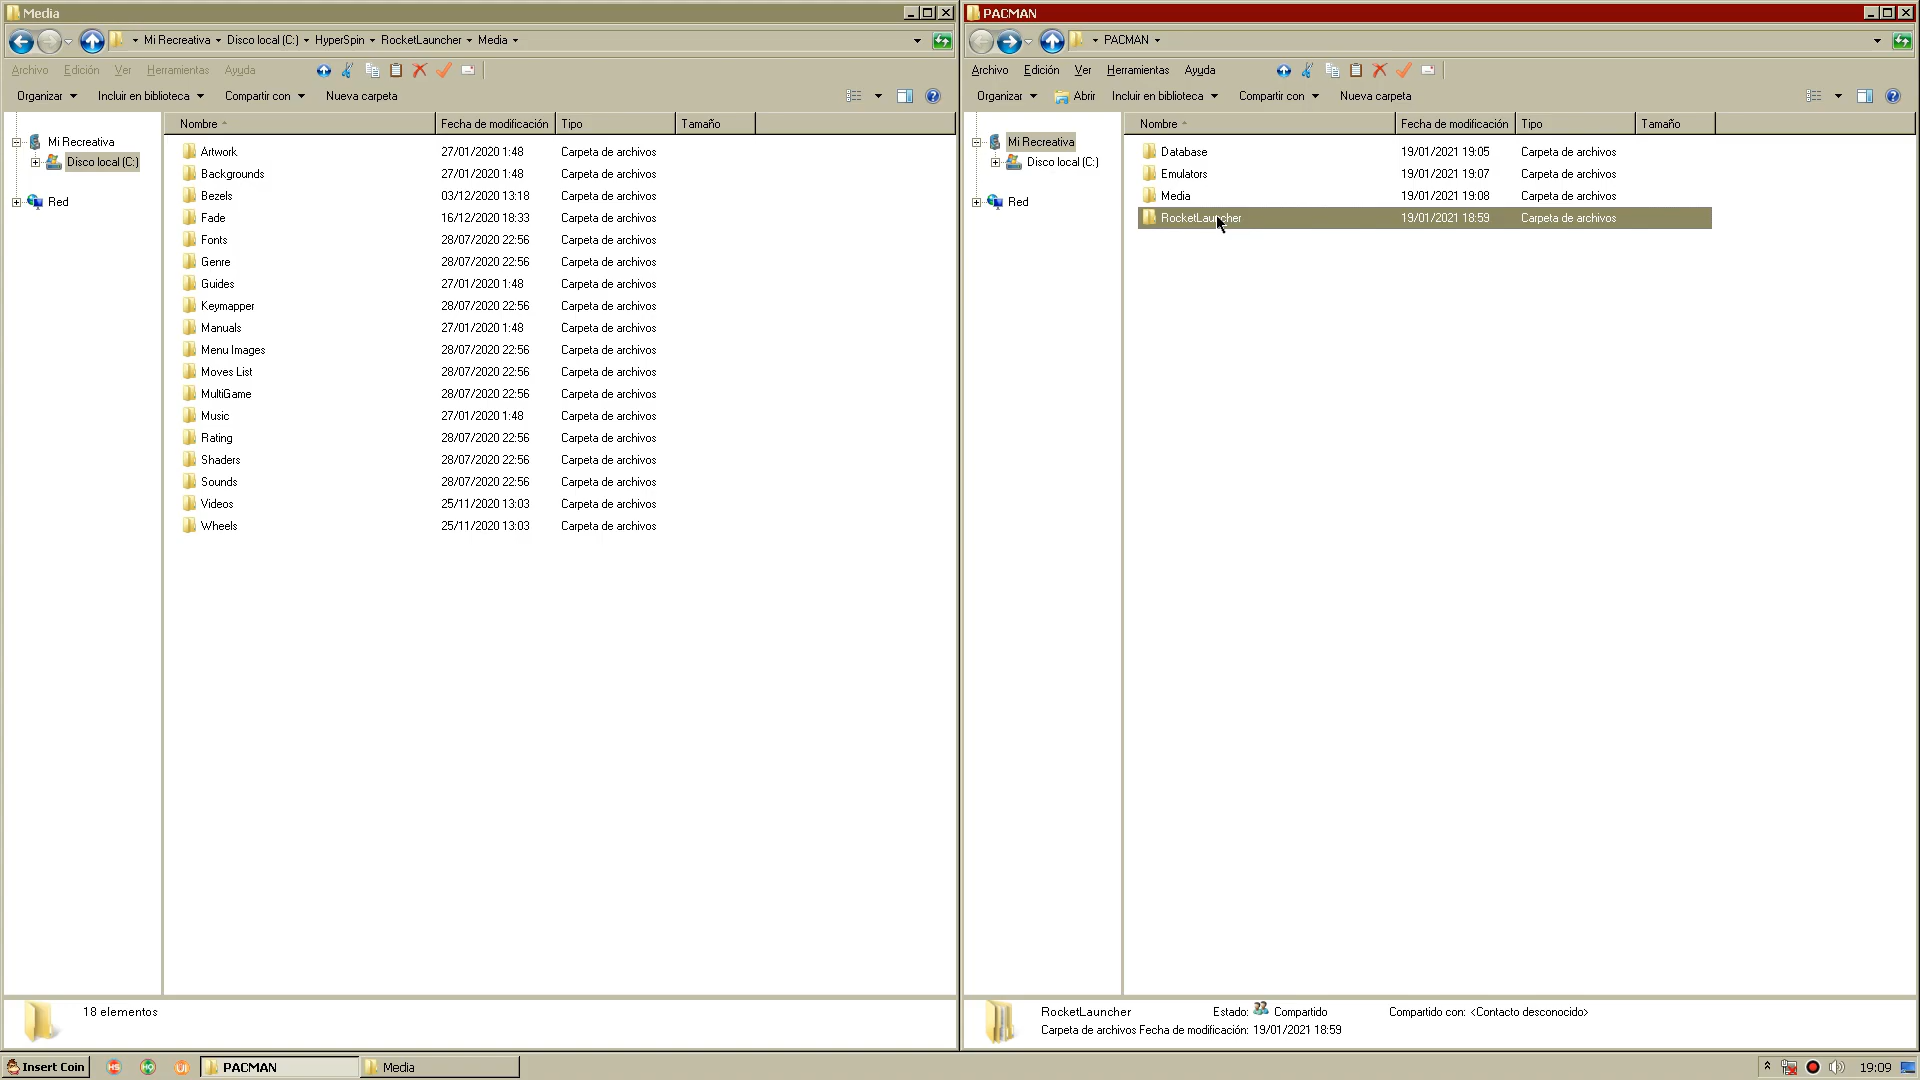 Media
Mi Recreativa Disco local (C:) HyperSpin RocketLauncher Media
Archivo Edición Ver Herramientas Ayuda
Organizar Incluir en biblioteca Compartir con Nueva carpeta
Mi Recreativa
Disco local (C:)
Red
Nombre Fecha de modificación Tipo Tamaño
Artwork 27/01/2020 1:48 Carpeta de archivos
Backgrounds 27/01/2020 1:48 Carpeta de archivos
Bezels 03/12/2020 13:18 Carpeta de archivos
Fade 16/12/2020 18:33 Carpeta de archivos
Fonts 28/07/2020 22:56 Carpeta de archivos
Genre 28/07/2020 22:56 Carpeta de archivos
Guides 27/01/2020 1:48 Carpeta de archivos
Keymapper 28/07/2020 22:56 Carpeta de archivos
Manuals 27/01/2020 1:48 Carpeta de archivos
Menu Images 28/07/2020 22:56 Carpeta de archivos
Moves List 28/07/2020 22:56 Carpeta de archivos
MultiGame 28/07/2020 22:56 Carpeta de archivos
Music 27/01/2020 1:48 Carpeta de archivos
Rating 28/07/2020 22:56 Carpeta de archivos
Shaders 28/07/2020 22:56 Carpeta de archivos
Sounds 28/07/2020 22:56 Carpeta de archivos
Videos 25/11/2020 13:03 Carpeta de archivos
Wheels 25/11/2020 13:03 Carpeta de archivos
18 elementos
PACMAN
PACMAN
Archivo Edición Ver Herramientas Ayuda
Organizar Abrir Incluir en biblioteca Compartir con Nueva carpeta
Mi Recreativa
Disco local (C:)
Red
Nombre Fecha de modificación Tipo Tamaño
Database 19/01/2021 19:05 Carpeta de archivos
Emulators 19/01/2021 19:07 Carpeta de archivos
Media 19/01/2021 19:08 Carpeta de archivos
RocketLauncher 19/01/2021 18:59 Carpeta de archivos
RocketLauncher Estado: Compartido Compartido con: <Contacto desconocido>
Carpeta de archivos Fecha de modificación: 19/01/2021 18:59
Insert Coin HS HQ UI PACMAN Media 19:09